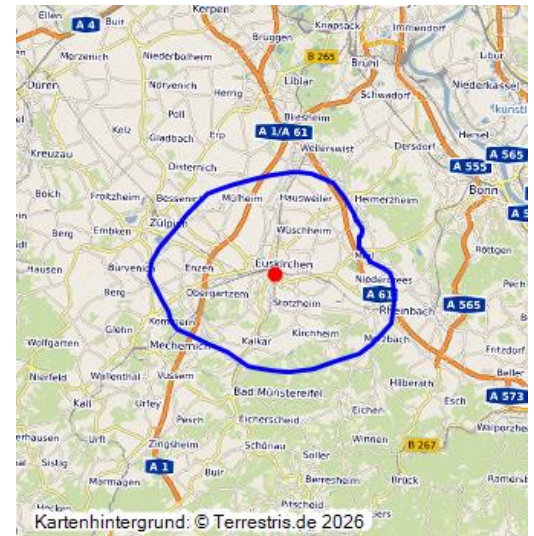 Ellen
Buir
Kerpen
A 4
Knapsack
Immendorf
Brüggen
Merzenich
Niederbolheim
B 265
Brühl
Libur
Düren
Nörvenich
Herrig
Liblar
Schwadorf
Niederkassel
Poll
Bliesheim
Kelz
Gladbach
Erp
A 1/A 61
Hersel
Kreuzau
Weilerswist
Dersdorf
A 565
Disternich
A 555
Bonn
Boich
Froitzheim
Bessenich
Mülheim
Hausweiler
Heimerzheim
Zülpich
Berg
Embken
Wüschheim
Röttgen
Hausen
Bürvenich
Enzen
Euskirchen
Niederdrees
Berg
Obergartzem
Stotzheim
A 61
Rheinbach
A 565
Glehn
Kommern
Kirchheim
Wolfgarten
Mechernich
Kalkar
Merzbach
Fritzdorf
Nierfeld
Wallenthal
Vussem
Hilberath
Beller
Bad Münstereifel
A 573
Kall
Urfey
Esch
Eichen
Pesch
Eicherscheid
Urft
Zingsheim
Schönau
Winnen
B 267
Soller
Sistig
A 1
Buir
Marmagen
Berresheim
Brück
Pitscheid
Kartenhintergrund: © Terrestris.de 2026